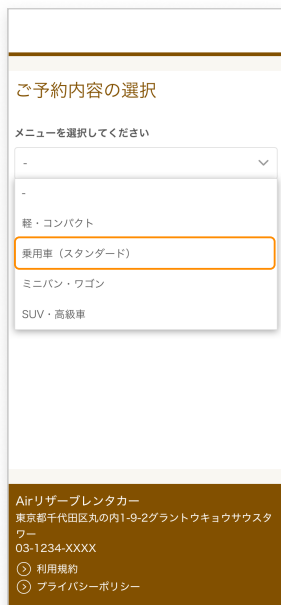 ご予約内容の選択
メニューを選択してください
-
-
軽・コンパクト
乗用車（スタンダード）
ミニバン・ワゴン
SUV・高級車
Airリザーブレンタカー
東京都千代田区丸の内1-9-2グラントウキョウサウスタ
ワー
03-1234-XXXX
利用規約
プライバシーポリシー